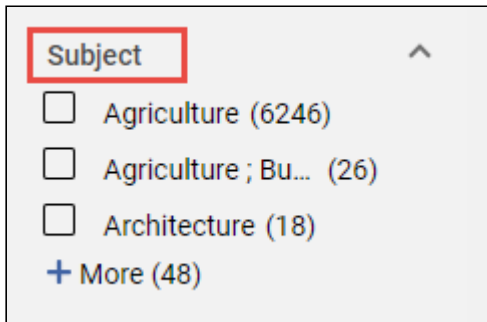 Subject
Agriculture (6246)
Agriculture ; Bu... (26)
Architecture (18)
+ More (48)